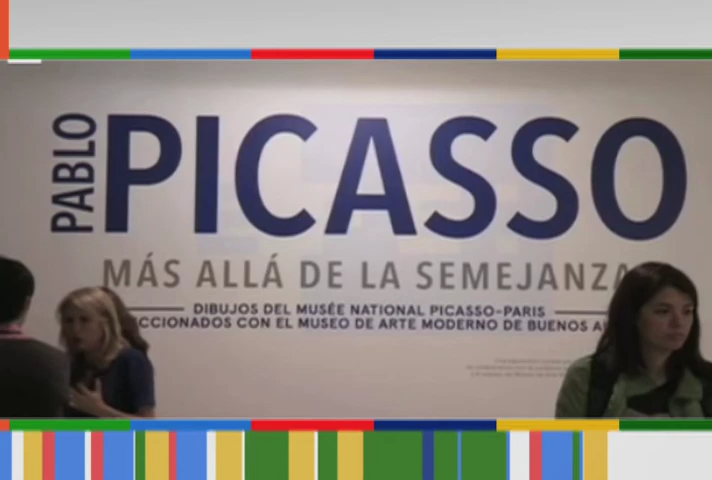 PABLO
PICASSO
MÁS ALLÁ DE LA SEMEJANZA
DIBUJOS DEL MUSÉE NATIONAL PICASSO-PARIS
CCIONADOS CON EL MUSEO DE ARTE MODERNO DE BUENOS